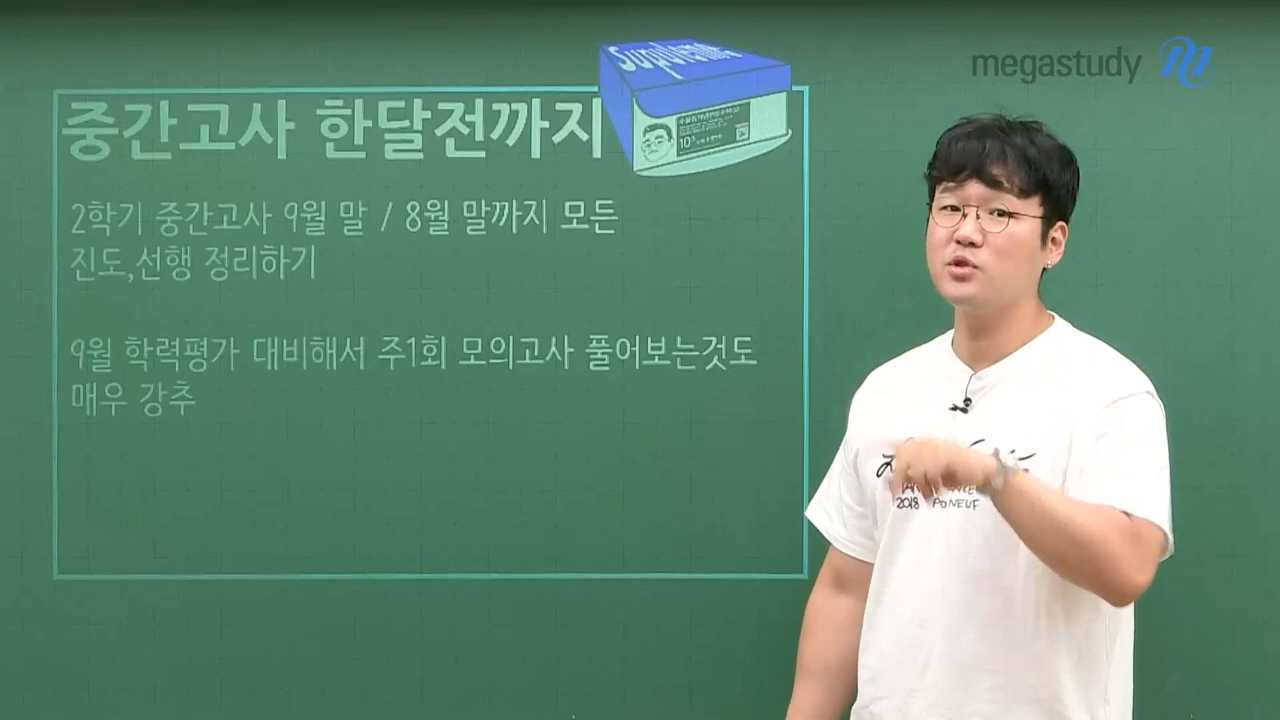 megastudy
중간고사 한달전까지
2학기 중간고사 9월 말 / 8월 말까지 모든
진도,선행 정리하기
9월 학력평가 대비해서 주1회 모의고사 풀어보는것도
매우 강추
2018 PONEUF